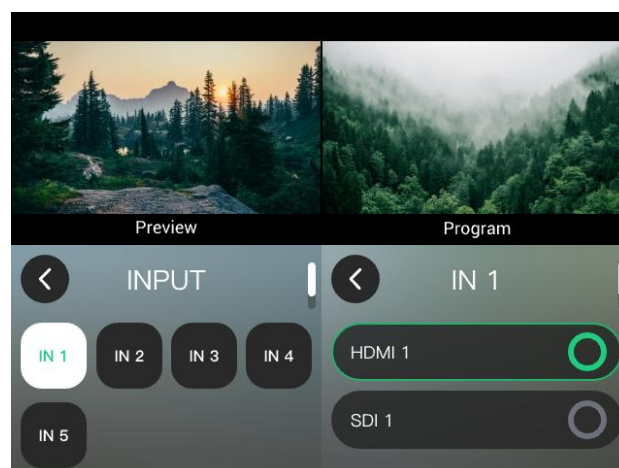 Preview
Program
INPUT
IN 1
IN 2
IN 3
IN 4
IN 5
IN 1
HDMI 1
SDI 1